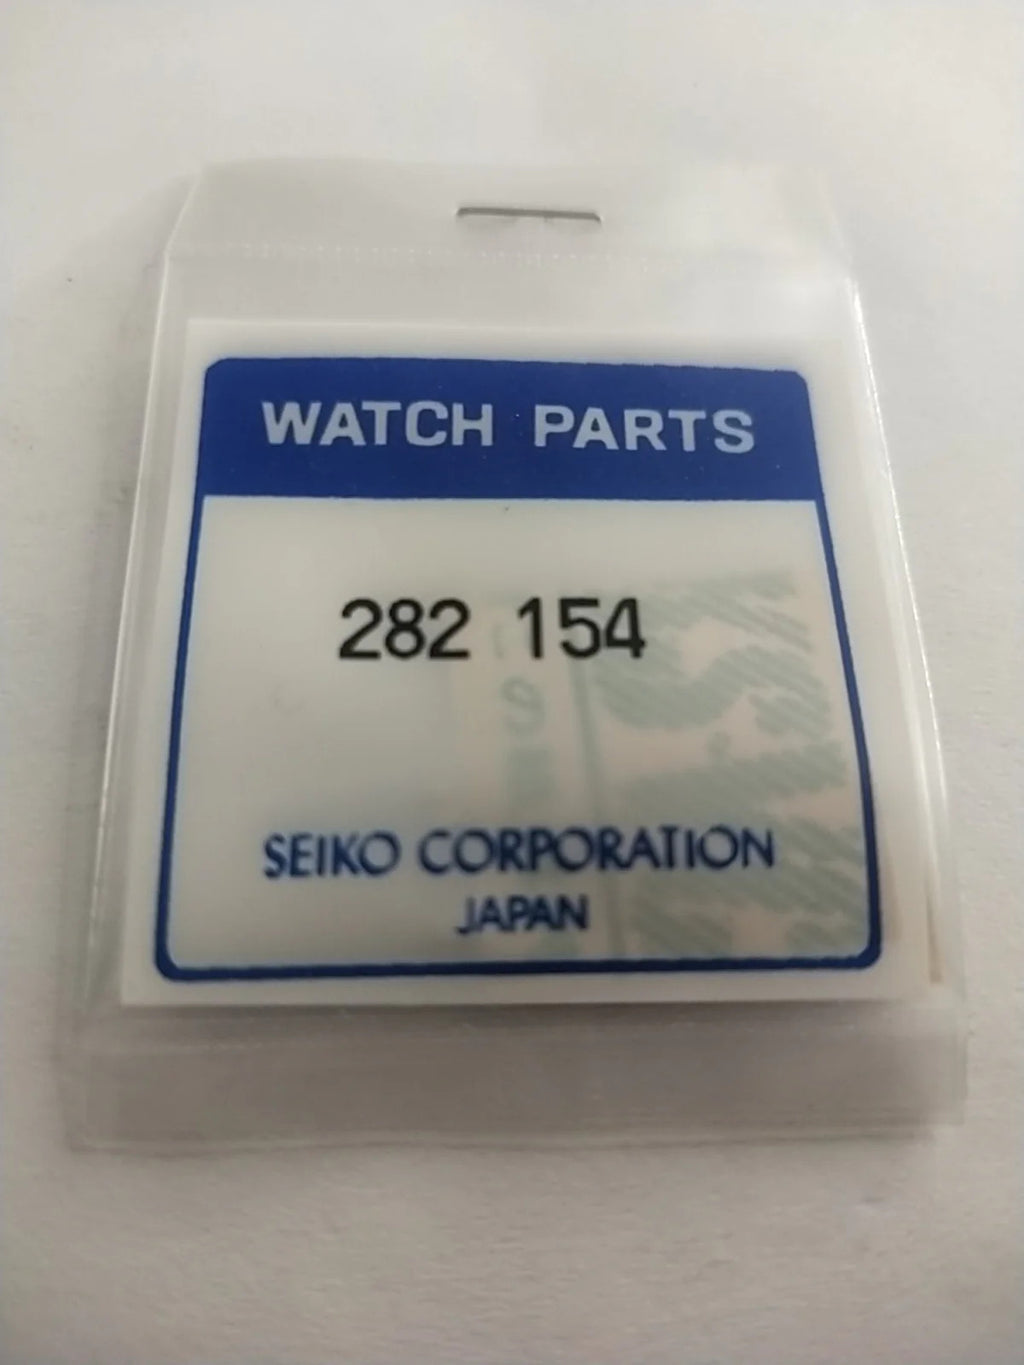 WATCH PARTS
282 154
SEIKO CORPORATION
JAPAN